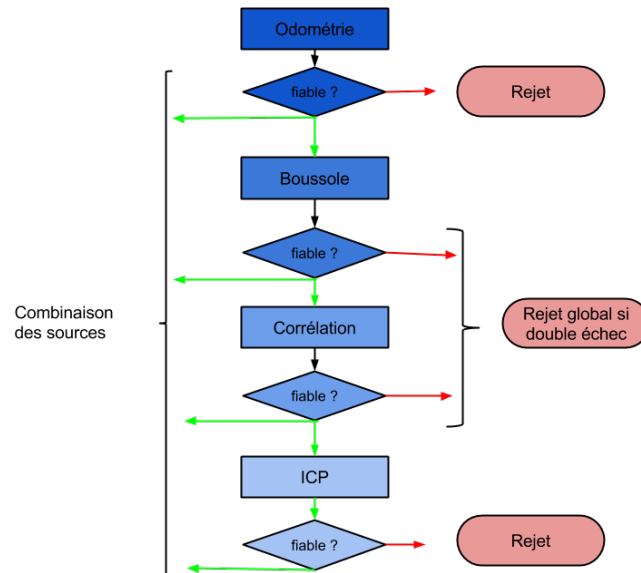 Odométrie
fiable ?
Rejet
Boussole
fiable ?
Combinaison
des sources
Corrélation
Rejet global si
double échec
fiable ?
ICP
fiable ?
Rejet